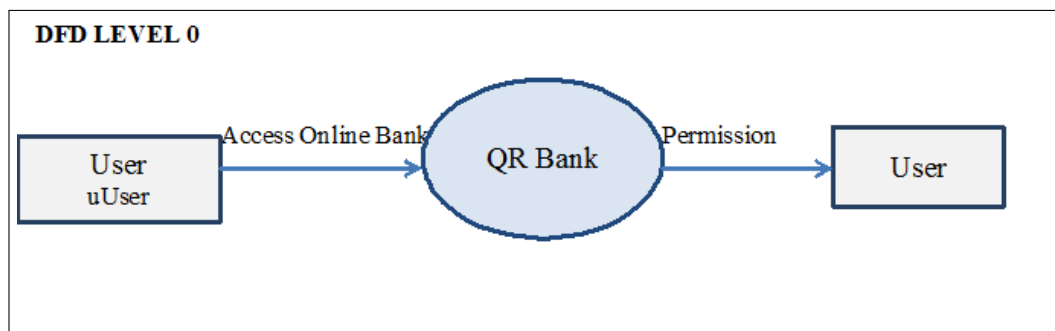 DFD LEVEL 0
Access Online Bank
Permission
User
uUser
QR Bank
User